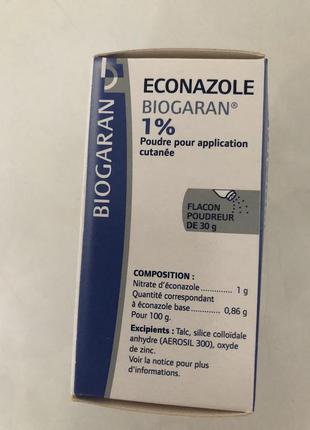 BIOGARAN
ECONAZOLE
BIOGARAN®
1%
Poudre pour application
cutanée
FLACON
POUDREUR
DE 30 g
COMPOSITION :
Nitrate d'éconazole............. 1 g
Quantité correspondant
à éconazole base............. 0,86 g
Pour 100 g.
Excipients : Talc, silice colloïdale
anhydre (AEROSIL 300), oxyde
de zinc.
Voir la notice pour plus
d'informations.